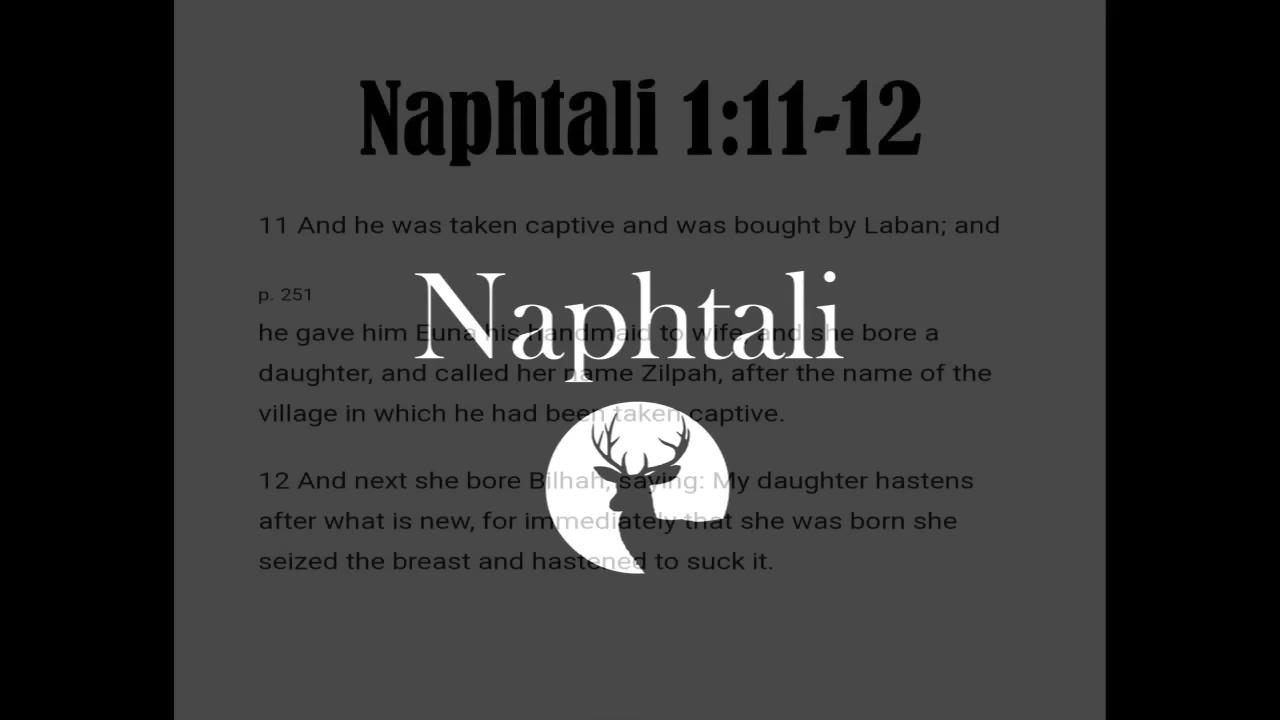 Naphtali 1:11-12
11 And he was taken captive and was bought by Laban; and
Naphtali
p. 251
he gave him Euna his handmaid to wife, and she bore a
daughter, and called her name Zilpah, after the name of the
village in which he had been taken captive.
12 And next she bore Bilhah, saying: My daughter hastens
after what is new, for immediately that she was born she
seized the breast and hastened to suck it.